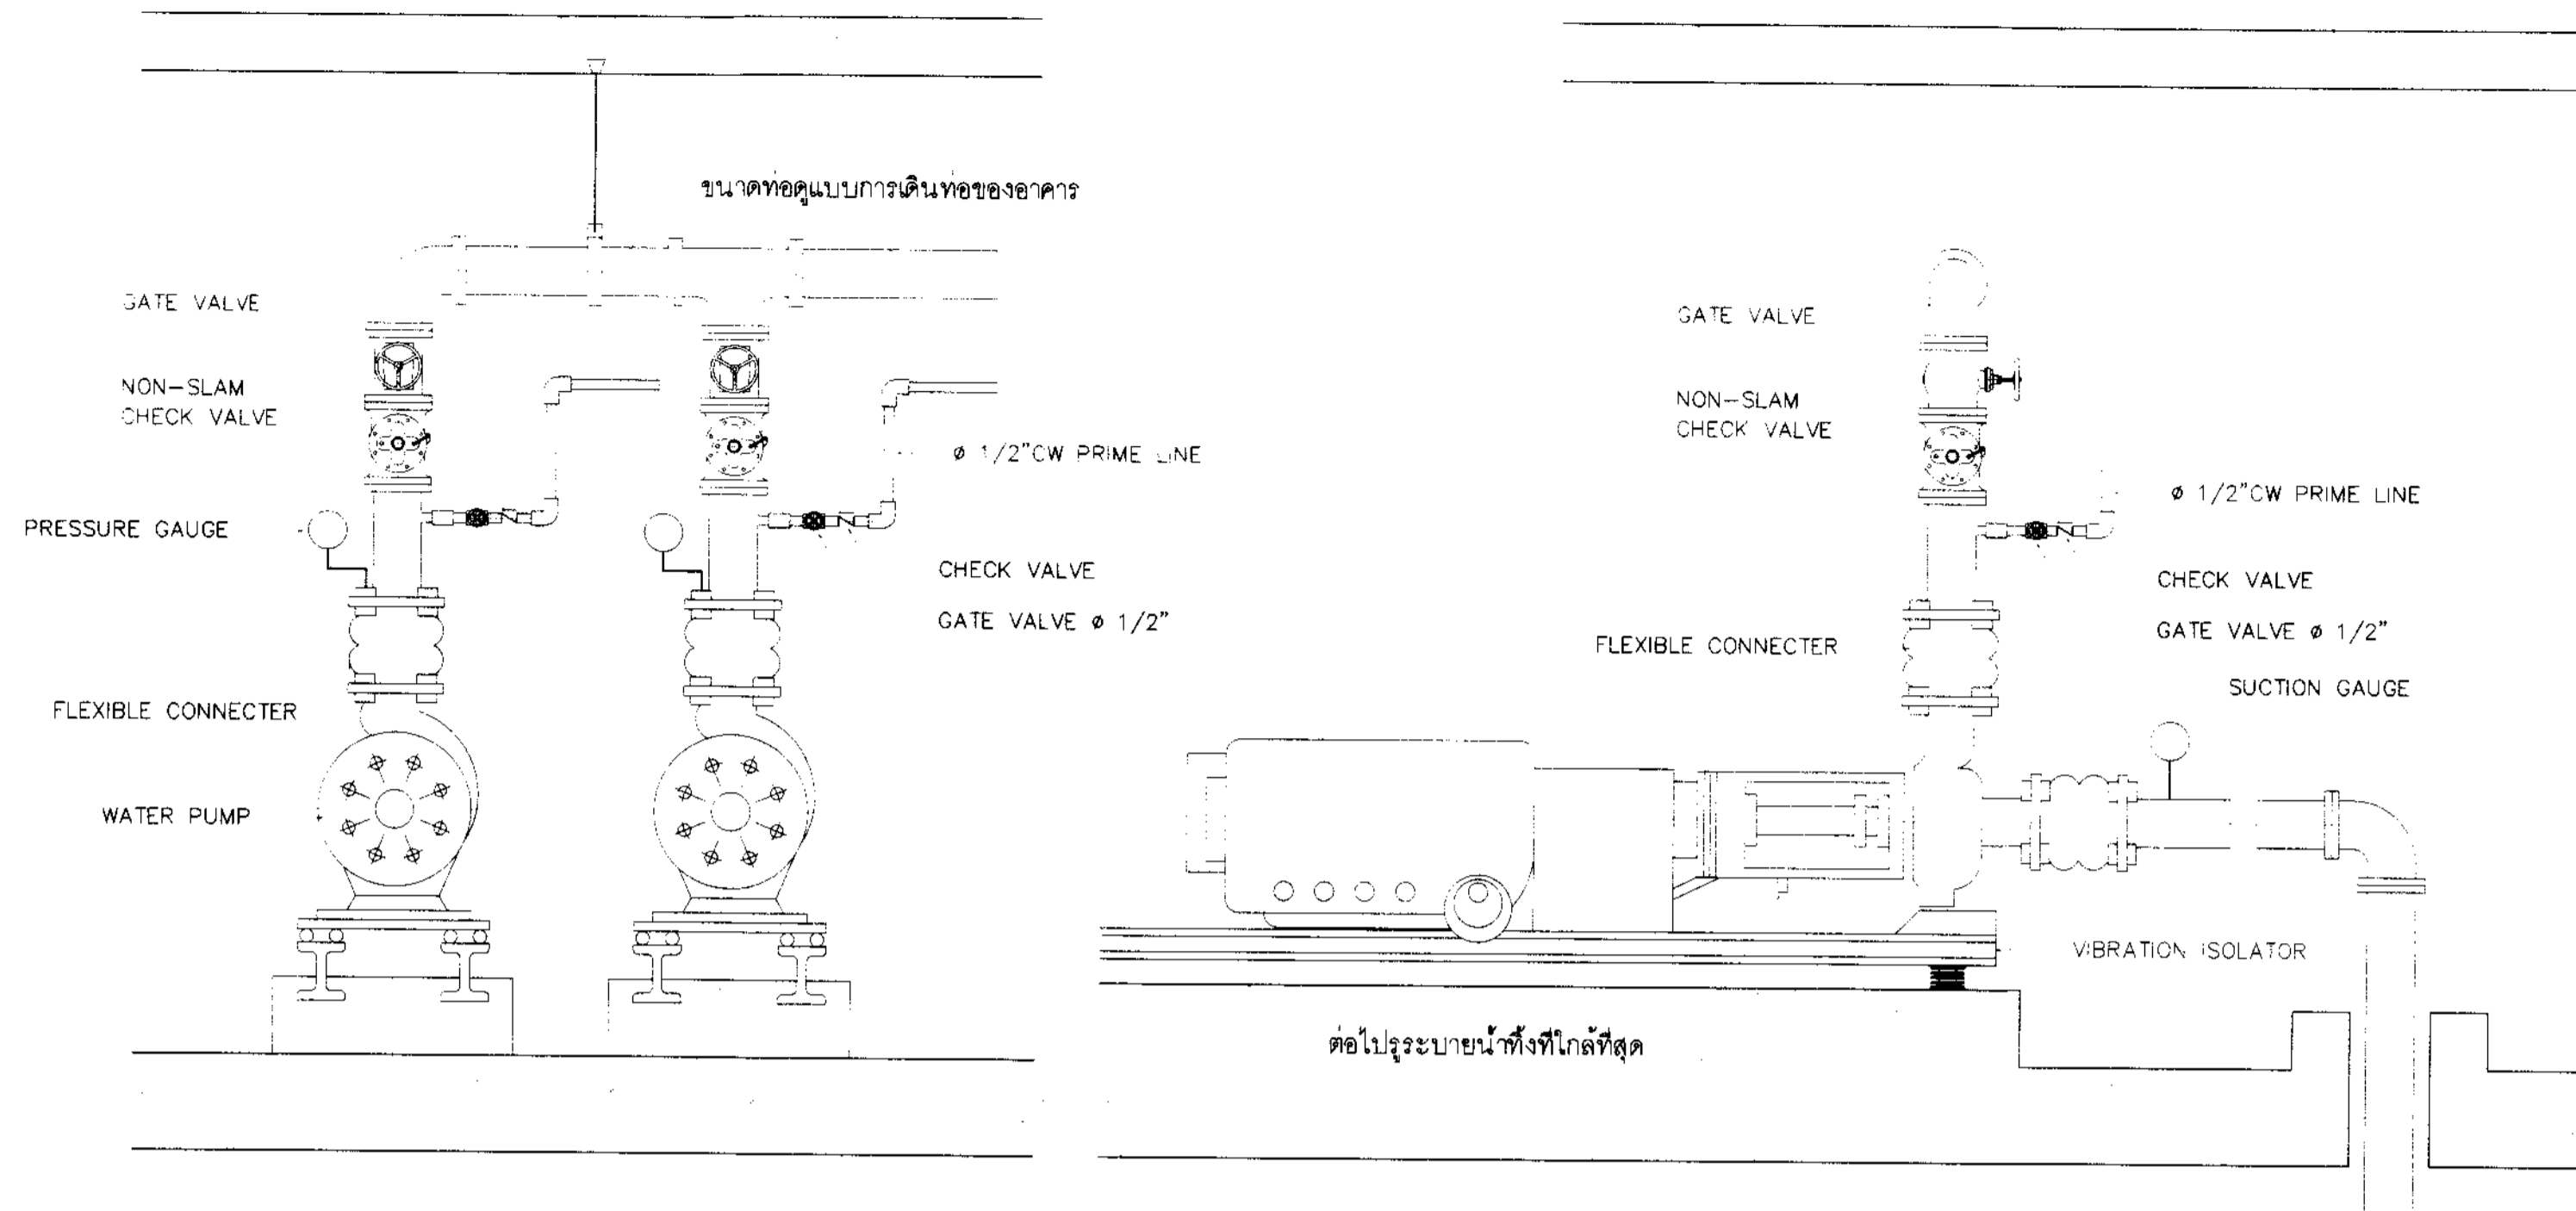 ขนาดท่อดูแบบการเดินท่อของอาคาร
GATE VALVE
NON-SLAM
CHECK VALVE
ø 1/2"CW PRIME LINE
PRESSURE GAUGE
CHECK VALVE
GATE VALVE ø 1/2"
FLEXIBLE CONNECTER
WATER PUMP
GATE VALVE
NON-SLAM
CHECK VALVE
ø 1/2"CW PRIME LINE
CHECK VALVE
GATE VALVE ø 1/2"
FLEXIBLE CONNECTER
SUCTION GAUGE
VIBRATION ISOLATOR
ต่อไปรูระบายน้ำทิ้งที่ใกล้ที่สุด